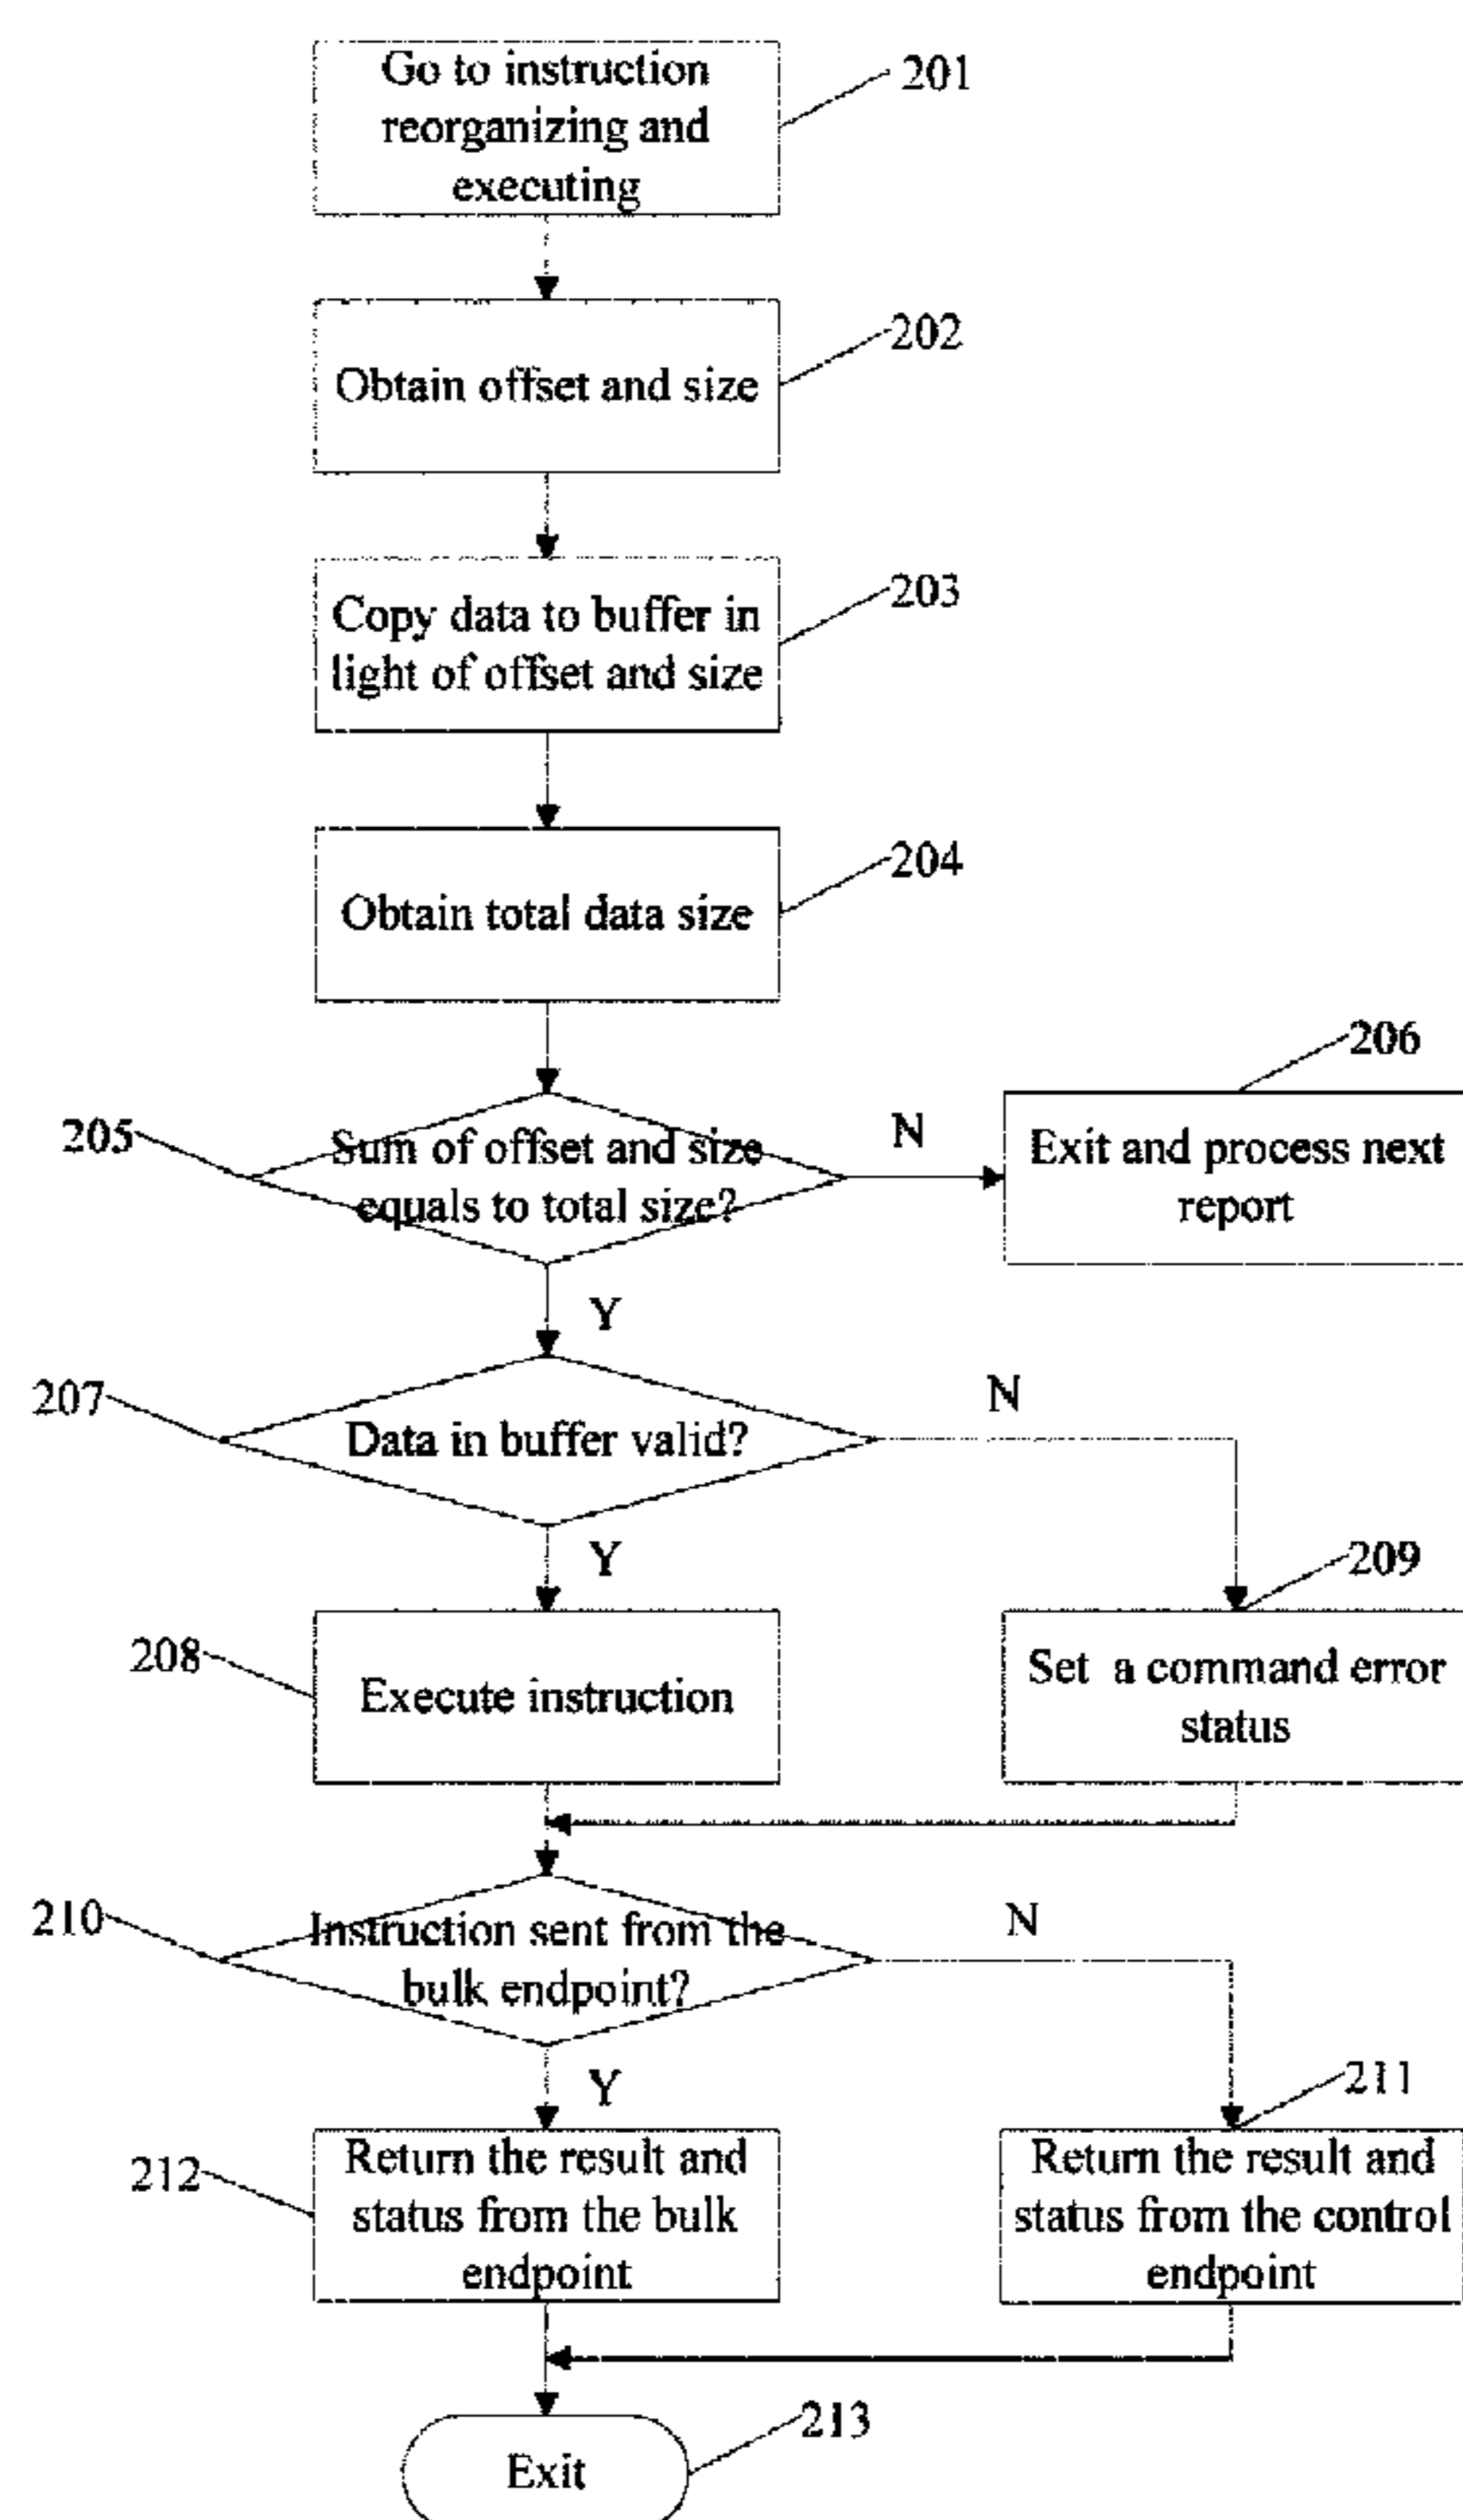 Go to instruction
reorganizing and
executing
201
Obtain offset and size
202
Copy data to buffer in
light of offset and size
203
Obtain total data size
204
205
Sum of offset and size
equals to total size?
N
206
Exit and process next
report
Y
207
Data in buffer valid?
N
Y
208
Execute instruction
209
Set a command error
status
210
Instruction sent from the
bulk endpoint?
N
Y
211
212
Return the result and
status from the bulk
endpoint
Return the result and
status from the control
endpoint
213
Exit